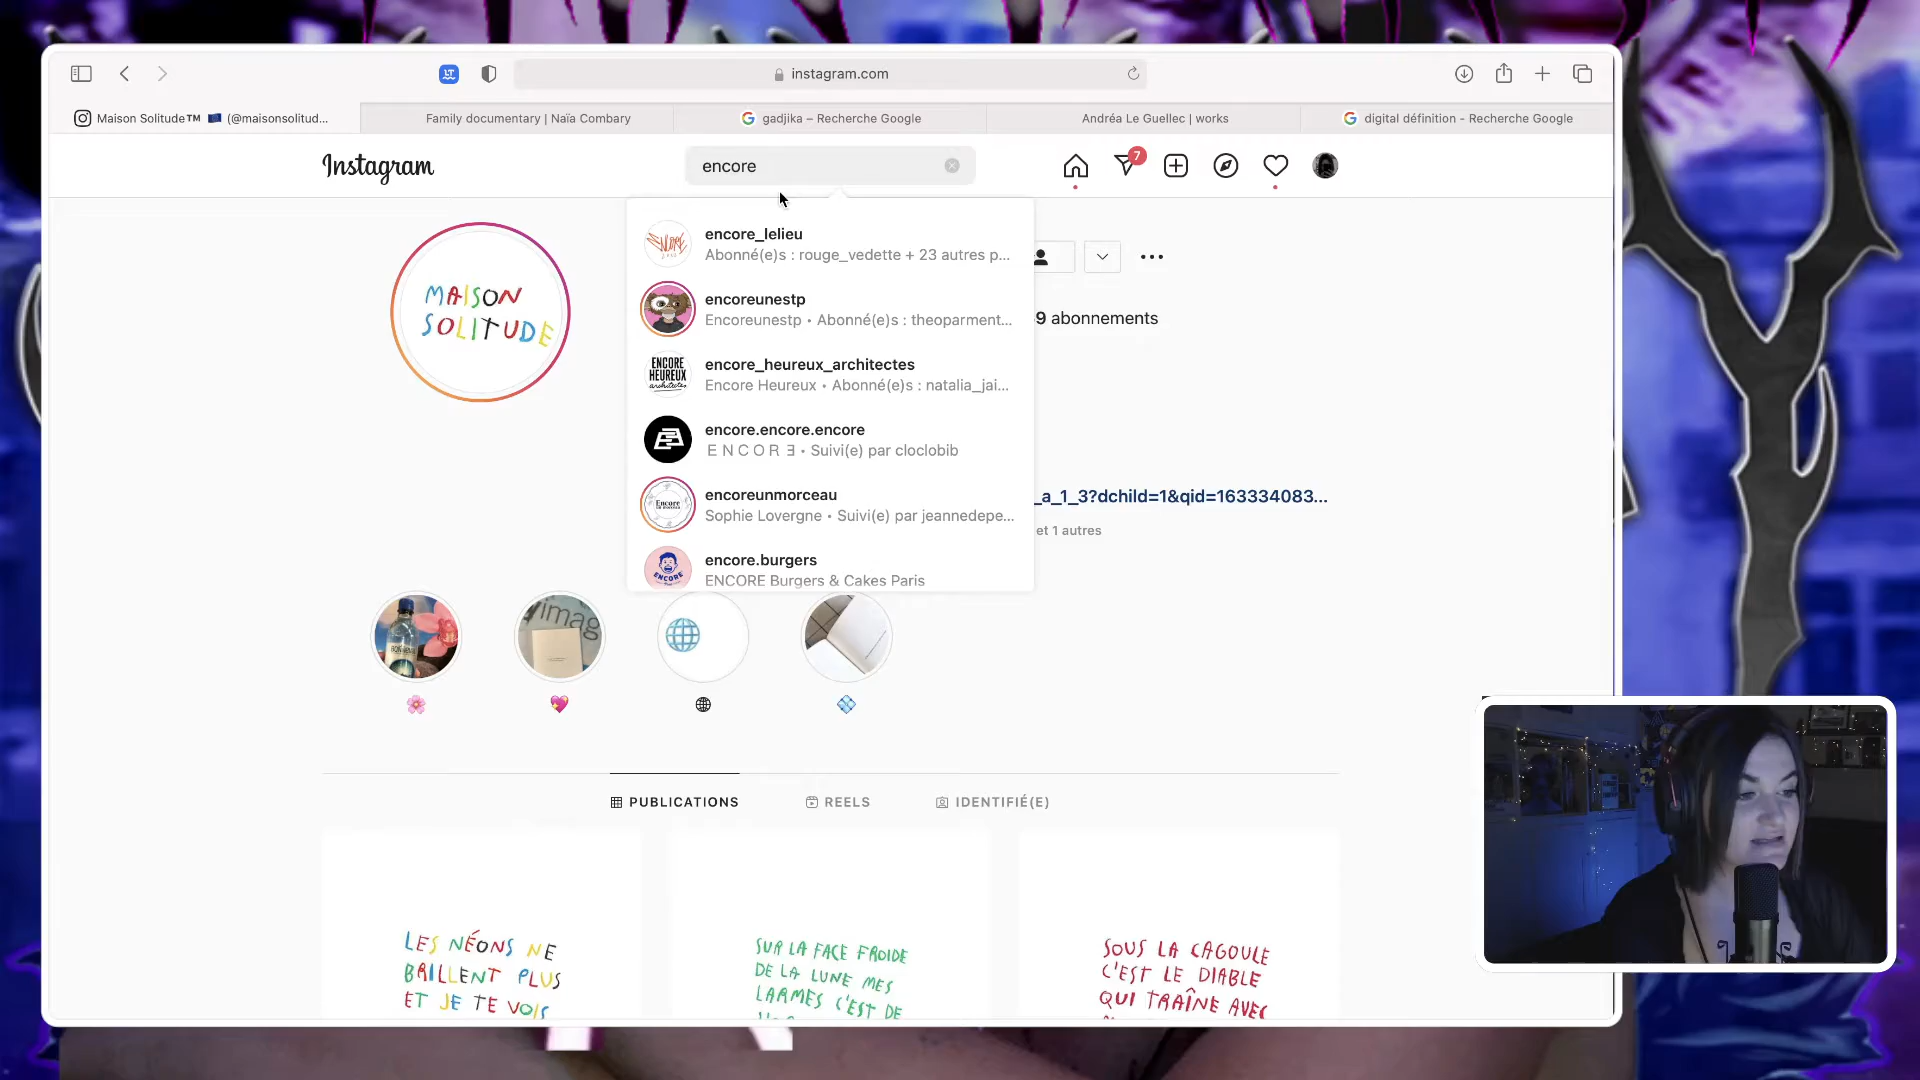 instagram.com
Maison Solitude™ 🇪🇺 (@maisonsolitud...
Family documentary | Naïa Combary
gadjika – Recherche Google
Andréa Le Guellec | works
digital définition - Recherche Google
Instagram
encore
7
MAISON
SOLITUDE
encore_lelieu
Abonné(e)s : rouge_vedette + 23 autres p...
encoreunestp
Encoreunestp • Abonné(e)s : theoparment...
9 abonnements
ENCORE
HEUREUX
architectes
encore_heureux_architectes
Encore Heureux • Abonné(e)s : natalia_jai...
encore.encore.encore
E N C O R Ǝ • Suivi(e) par cloclobib
Encore
encoreunmorceau
Sophie Lovergne • Suivi(e) par jeannedepe...
_a_1_3?dchild=1&qid=163334083...
et 1 autres
ENCORE
encore.burgers
ENCORE Burgers & Cakes Paris
imag
PUBLICATIONS
REELS
IDENTIFIÉ(E)
LES NÉONS NE
BRILLENT PLUS
ET JE TE VOIS
SUR LA FACE FROIDE
DE LA LUNE MES
LARMES C'EST DE
SOUS LA CAGOULE
C'EST LE DIABLE
QUI TRAÎNE AVEC